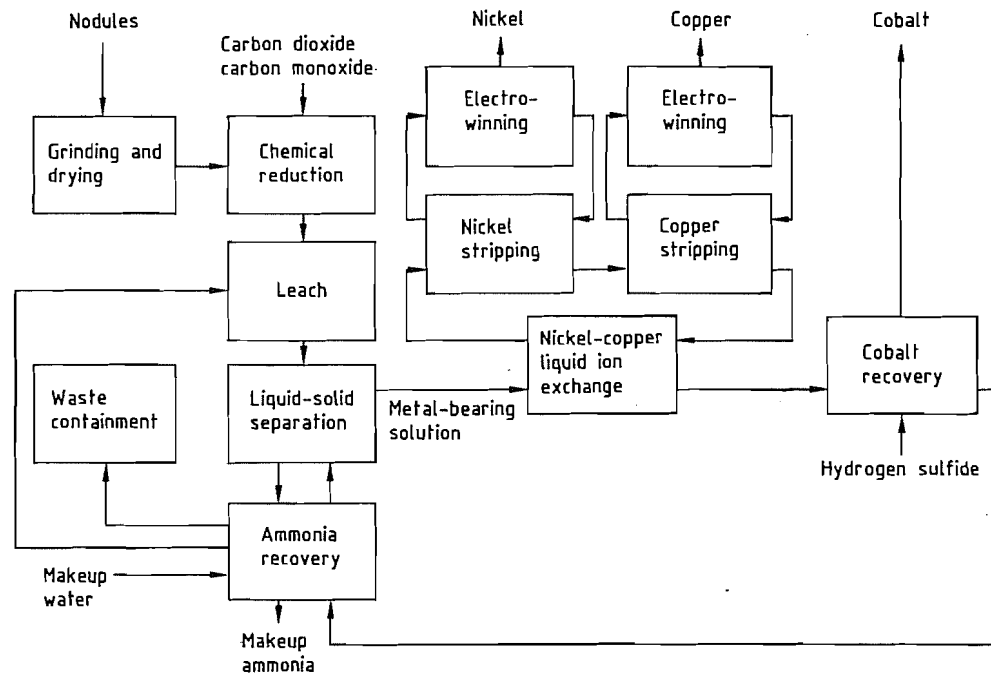 Nodules
Carbon dioxide
carbon monoxide
Nickel
Copper
Cobalt
Grinding and
drying
Chemical
reduction
Electro-
winning
Electro-
winning
Nickel
stripping
Copper
stripping
Leach
Nickel-copper
liquid ion
exchange
Cobalt
recovery
Waste
containment
Liquid-solid
separation
Metal-bearing
solution
Hydrogen sulfide
Ammonia
recovery
Makeup
water
Makeup
ammonia